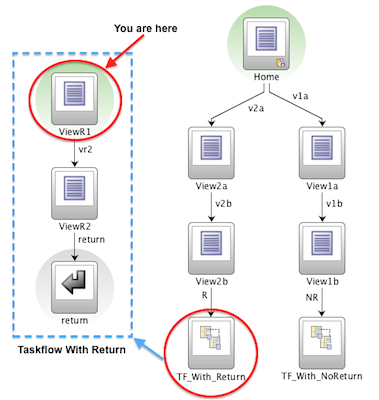 You are here
ViewR1
vr2
ViewR2
return
return
Taskflow With Return
Home
v2a
v1a
View2a
View1a
v2b
v1b
View2b
View1b
R
NR
TF_With_Return
TF_With_NoReturn